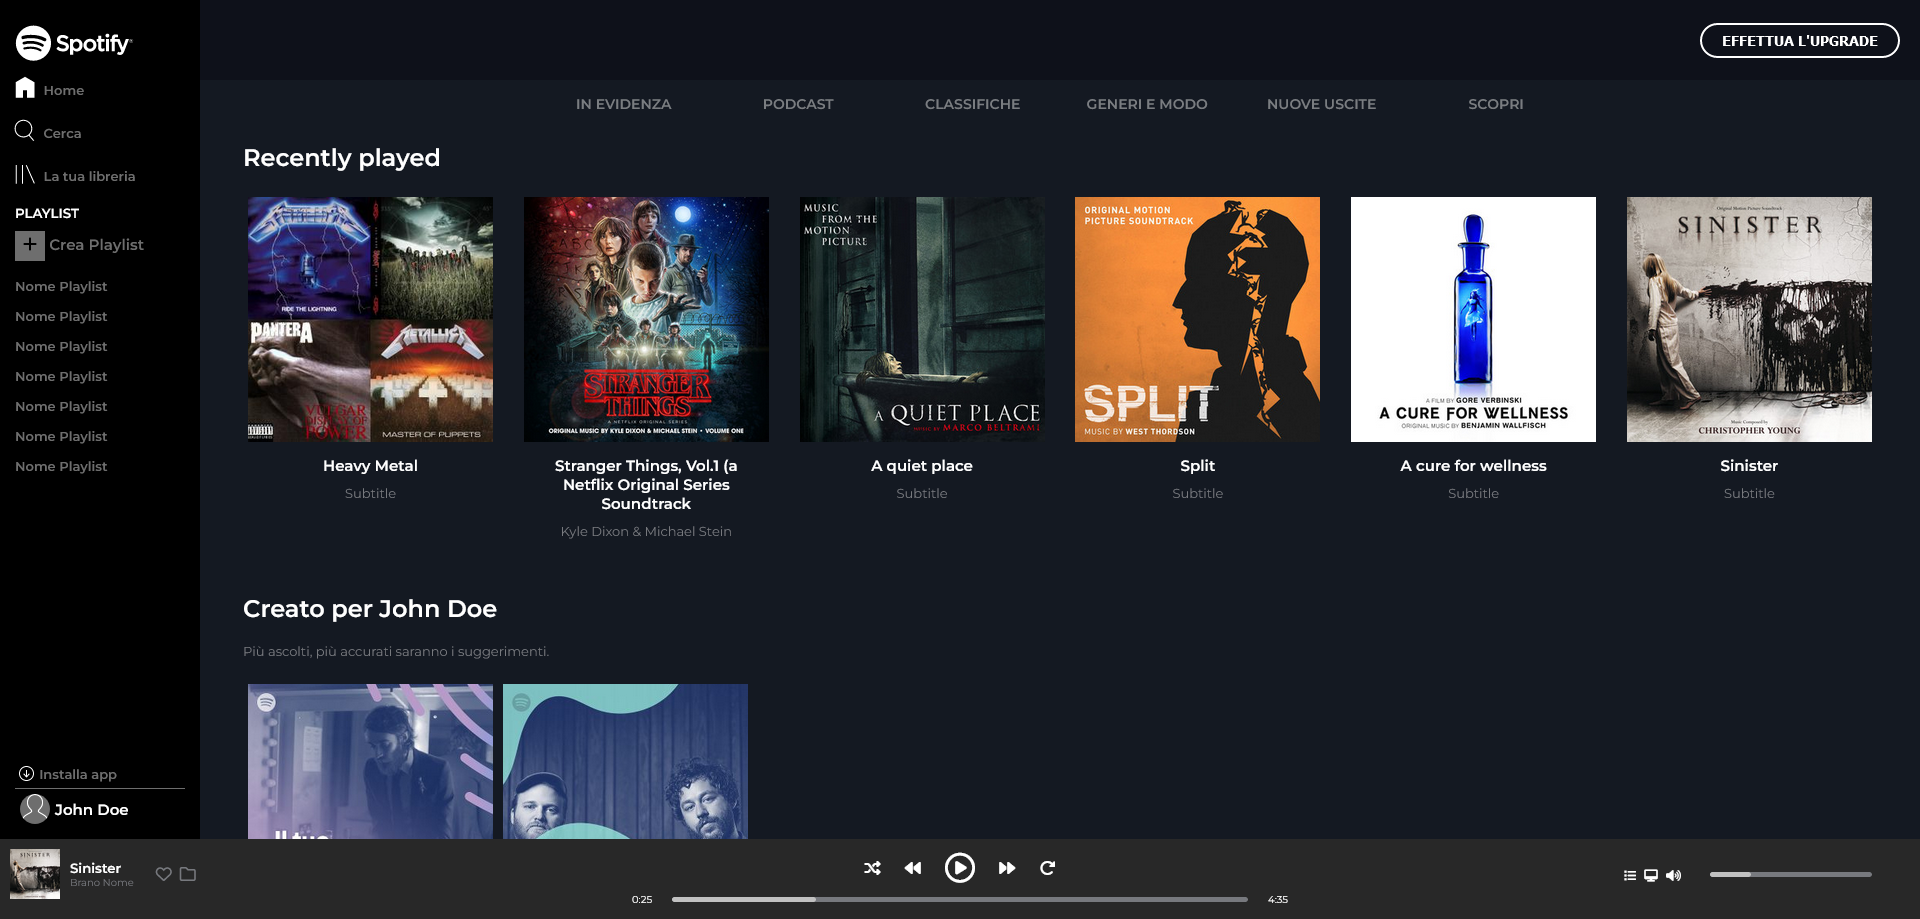 Spotify
Home
Cerca
La tua libreria
PLAYLIST
Crea Playlist
Nome Playlist
Nome Playlist
Nome Playlist
Nome Playlist
Nome Playlist
Nome Playlist
Nome Playlist
Installa app
John Doe
EFFETTUA L'UPGRADE
IN EVIDENZA PODCAST CLASSIFICHE GENERI E MODO NUOVE USCITE SCOPRI
Recently played
RIDE THE LIGHTNING
PANTERA
VULGAR
DISPLAY OF
POWER
METALLICA
MASTER OF PUPPETS
STRANGER
THINGS
A NETFLIX ORIGINAL SERIES
ORIGINAL MUSIC BY KYLE DIXON & MICHAEL STEIN • VOLUME ONE
MUSIC
FROM THE
MOTION
PICTURE
A QUIET PLACE
MUSIC BY MARCO BELTRAMI
ORIGINAL MOTION
PICTURE SOUNDTRACK
SPLIT
MUSIC BY WEST THORDSON
A FILM BY GORE VERBINSKI
A CURE FOR WELLNESS
ORIGINAL MUSIC BY BENJAMIN WALLFISCH
Original Motion Picture Soundtrack
SINISTER
Music Composed by
CHRISTOPHER YOUNG
Heavy Metal
Subtitle
Stranger Things, Vol.1 (a
Netflix Original Series
Soundtrack
Kyle Dixon & Michael Stein
A quiet place
Subtitle
Split
Subtitle
A cure for wellness
Subtitle
Sinister
Subtitle
Creato per John Doe
Più ascolti, più accurati saranno i suggerimenti.
Il tuo
Sinister
Brano Nome
0:25
4:35